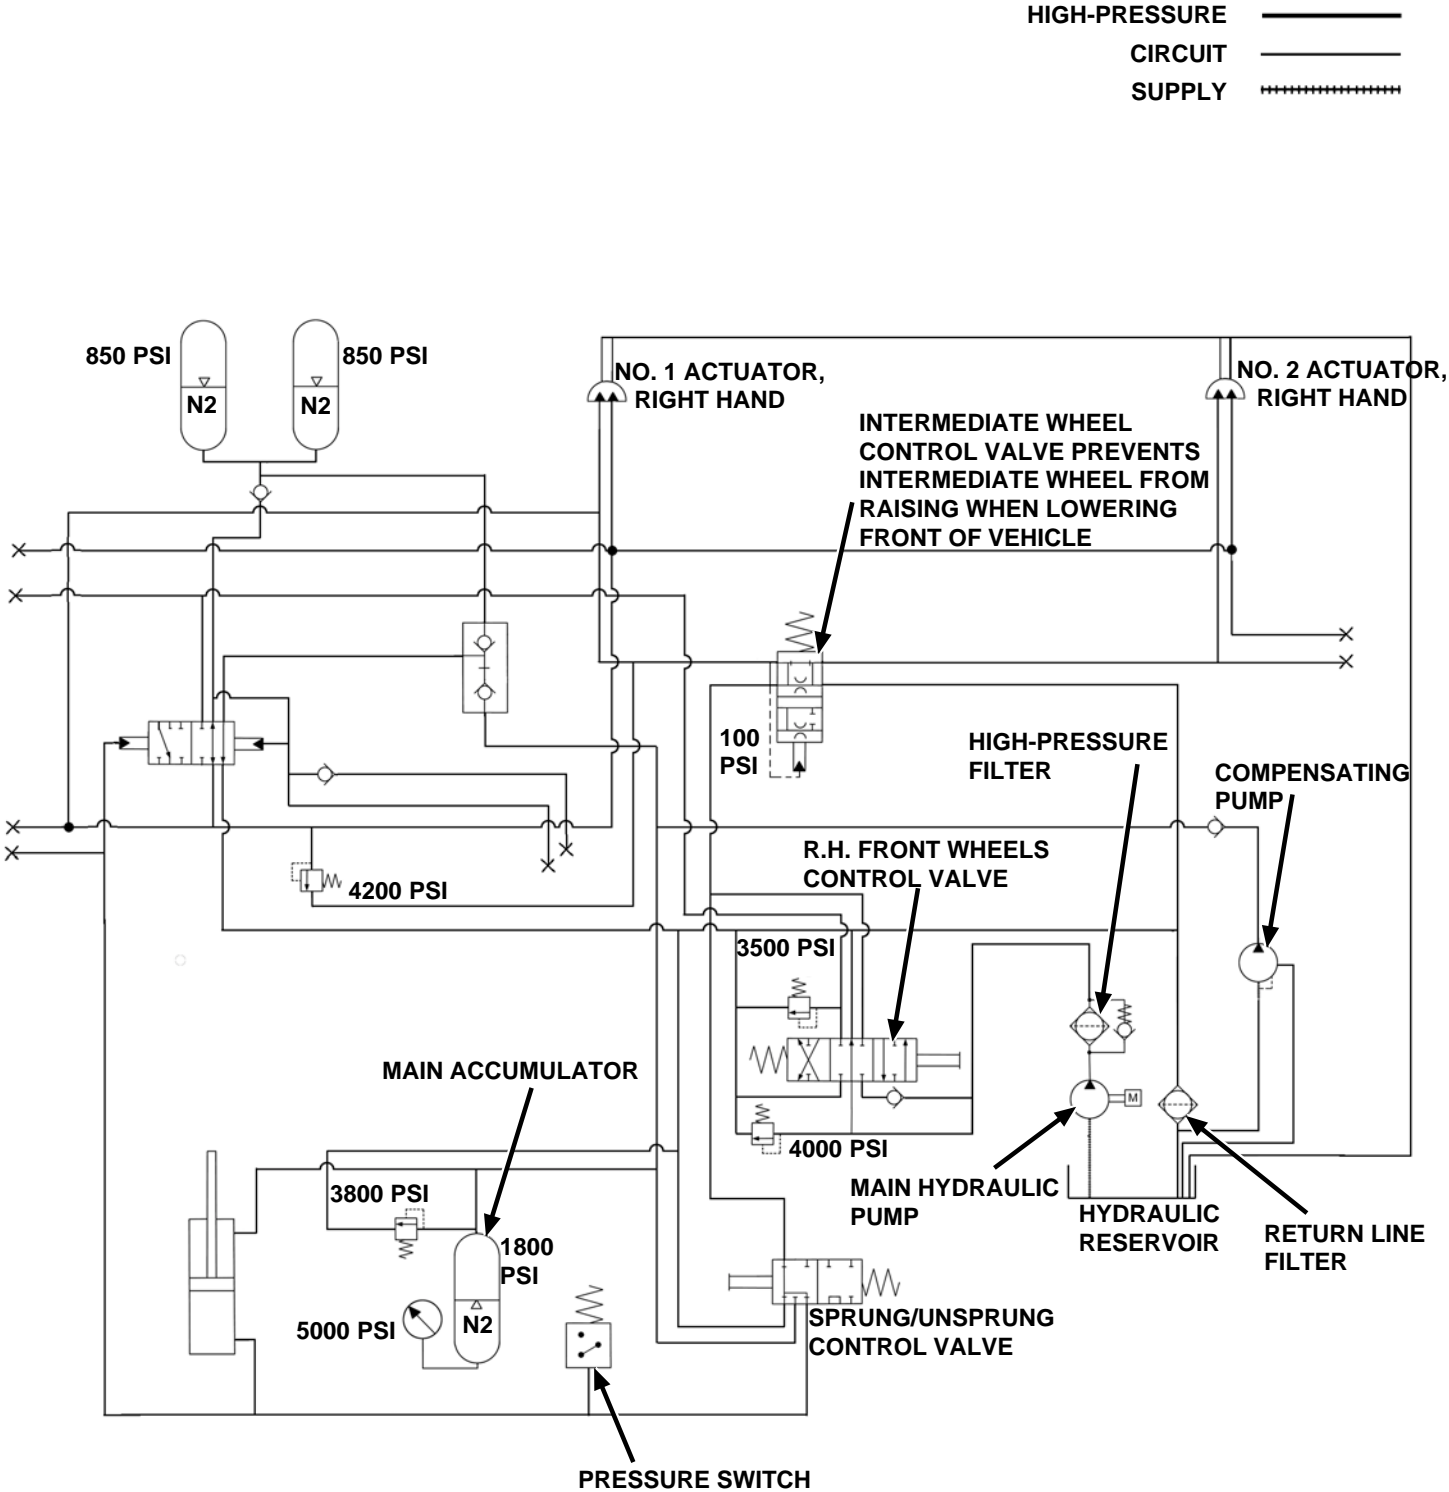 HIGH-PRESSURE
CIRCUIT
SUPPLY
850 PSI
850 PSI
N2
N2
NO. 1 ACTUATOR,
RIGHT HAND
NO. 2 ACTUATOR,
RIGHT HAND
INTERMEDIATE WHEEL
CONTROL VALVE PREVENTS
INTERMEDIATE WHEEL FROM
RAISING WHEN LOWERING
FRONT OF VEHICLE
100
PSI
HIGH-PRESSURE
FILTER
COMPENSATING
PUMP
R.H. FRONT WHEELS
CONTROL VALVE
4200 PSI
3500 PSI
MAIN ACCUMULATOR
M
4000 PSI
MAIN HYDRAULIC
PUMP
HYDRAULIC
RESERVOIR
RETURN LINE
FILTER
3800 PSI
1800
PSI
5000 PSI
N2
SPRUNG/UNSPRUNG
CONTROL VALVE
PRESSURE SWITCH